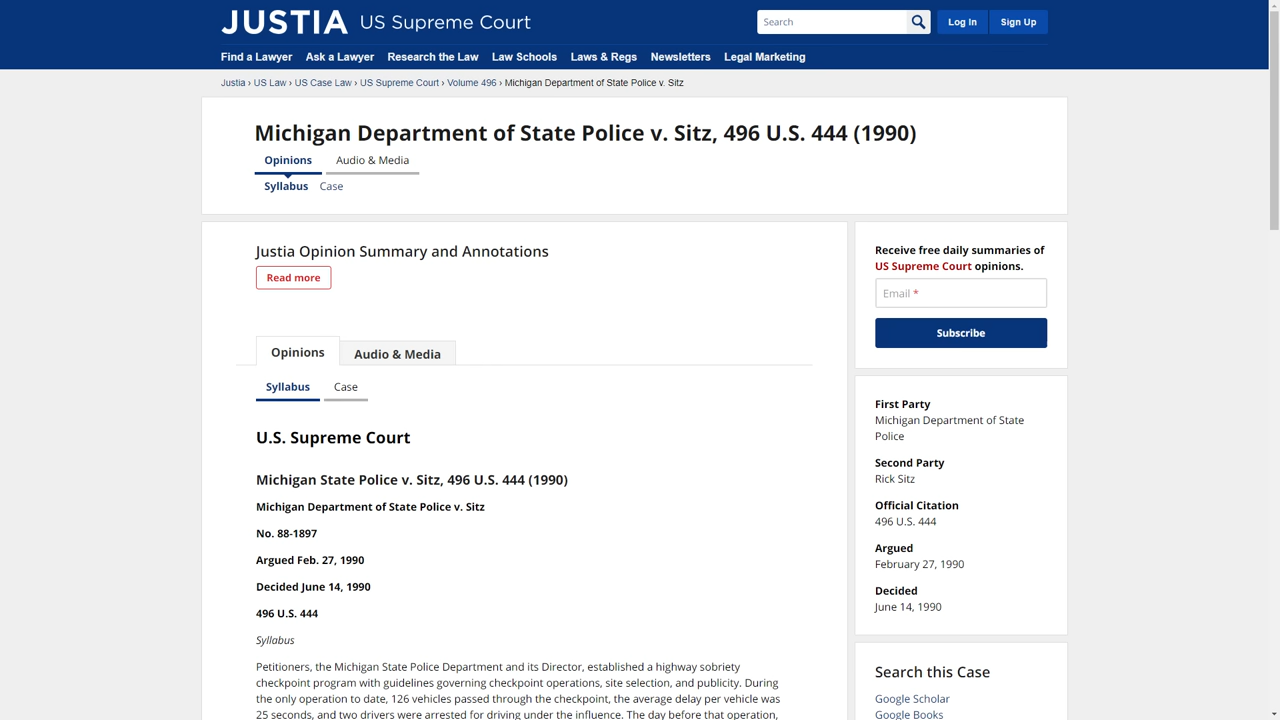 JUSTIA US Supreme Court
Search
Log In
Sign Up
Find a Lawyer Ask a Lawyer Research the Law Law Schools Laws & Regs Newsletters Legal Marketing
Justia › US Law › US Case Law › US Supreme Court › Volume 496 › Michigan Department of State Police v. Sitz
Michigan Department of State Police v. Sitz, 496 U.S. 444 (1990)
Opinions Audio & Media
Syllabus Case
Justia Opinion Summary and Annotations
Read more
Opinions Audio & Media
Syllabus Case
U.S. Supreme Court
Michigan State Police v. Sitz, 496 U.S. 444 (1990)
Michigan Department of State Police v. Sitz
No. 88-1897
Argued Feb. 27, 1990
Decided June 14, 1990
496 U.S. 444
Syllabus
Petitioners, the Michigan State Police Department and its Director, established a highway sobriety
checkpoint program with guidelines governing checkpoint operations, site selection, and publicity. During
the only operation to date, 126 vehicles passed through the checkpoint, the average delay per vehicle was
25 seconds, and two drivers were arrested for driving under the influence. The day before that operation,
Receive free daily summaries of
US Supreme Court opinions.
Email *
Subscribe
First Party
Michigan Department of State
Police
Second Party
Rick Sitz
Official Citation
496 U.S. 444
Argued
February 27, 1990
Decided
June 14, 1990
Search this Case
Google Scholar
Google Books